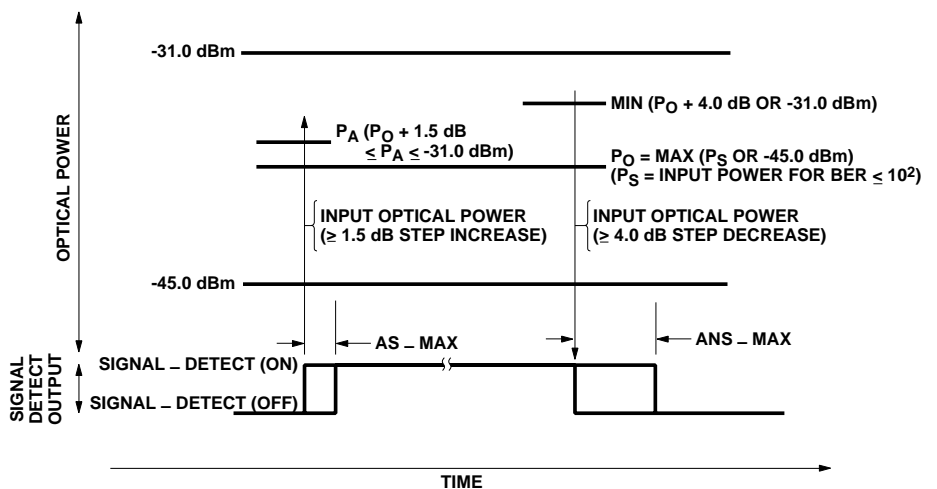 OPTICAL POWER
-31.0 dBm
MIN (PO + 4.0 dB OR -31.0 dBm)
PA (PO + 1.5 dB
≤ PA ≤ -31.0 dBm)
PO = MAX (PS OR -45.0 dBm)
(PS = INPUT POWER FOR BER ≤ 10²)
INPUT OPTICAL POWER
(≥ 1.5 dB STEP INCREASE)
INPUT OPTICAL POWER
(≥ 4.0 dB STEP DECREASE)
-45.0 dBm
AS – MAX
ANS – MAX
SIGNAL
DETECT
OUTPUT
SIGNAL – DETECT (ON)
SIGNAL – DETECT (OFF)
TIME